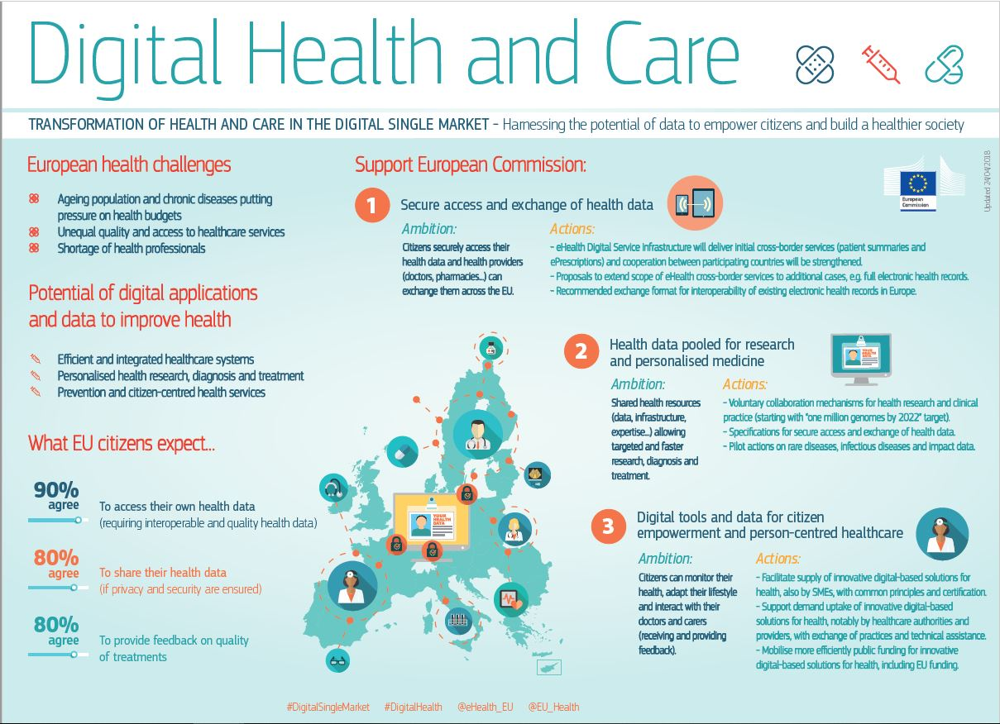 Digital Health and Care
TRANSFORMATION OF HEALTH AND CARE IN THE DIGITAL SINGLE MARKET - Harnessing the potential of data to empower citizens and build a healthier society
European health challenges
Ageing population and chronic diseases putting
pressure on health budgets
Unequal quality and access to healthcare services
Shortage of health professionals
Potential of digital applications
and data to improve health
Efficient and integrated healthcare systems
Personalised health research, diagnosis and treatment
Prevention and citizen-centred health services
What EU citizens expect...
90%
agree
To access their own health data
(requiring interoperable and quality health data)
80%
agree
To share their health data
(if privacy and security are ensured)
80%
agree
To provide feedback on quality
of treatments
Support European Commission:
European
Commission
Updated 24/04/2018
1
Secure access and exchange of health data
Ambition:
Citizens securely access their
health data and health providers
(doctors, pharmacies...) can
exchange them across the EU.
Actions:
- eHealth Digital Service Infrastructure will deliver initial cross-border services (patient summaries and
ePrescriptions) and cooperation between participating countries will be strengthened.
- Proposals to extend scope of eHealth cross-border services to additional cases, e.g. full electronic health records.
- Recommended exchange format for interoperability of existing electronic health records in Europe.
2
Health data pooled for research
and personalised medicine
YOUR
HEALTH
DATA
Ambition:
Shared health resources
(data, infrastructure,
expertise...) allowing
targeted and faster
research, diagnosis and
treatment.
Actions:
- Voluntary collaboration mechanisms for health research and clinical
practice (starting with "one million genomes by 2022" target).
- Specifications for secure access and exchange of health data.
- Pilot actions on rare diseases, infectious diseases and impact data.
YOUR
HEALTH
DATA
3
Digital tools and data for citizen
empowerment and person-centred healthcare
Ambition:
Citizens can monitor their
health, adapt their lifestyle
and interact with their
doctors and carers
(receiving and providing
feedback).
Actions:
- Facilitate supply of innovative digital-based solutions for
health, also by SMEs, with common principles and certification.
- Support demand uptake of innovative digital-based
solutions for health, notably by healthcare authorities and
providers, with exchange of practices and technical assistance.
- Mobilise more efficiently public funding for innovative
digital-based solutions for health, including EU funding.
#DigitalSingleMarket #DigitalHealth @eHealth_EU @EU_Health